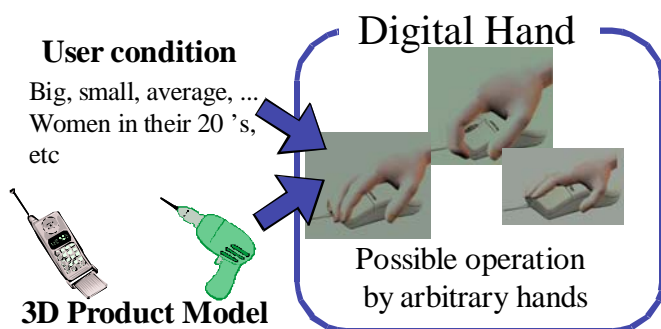 User condition
Big, small, average, ...
Women in their 20 's,
etc
3D Product Model
Digital Hand
Possible operation
by arbitrary hands